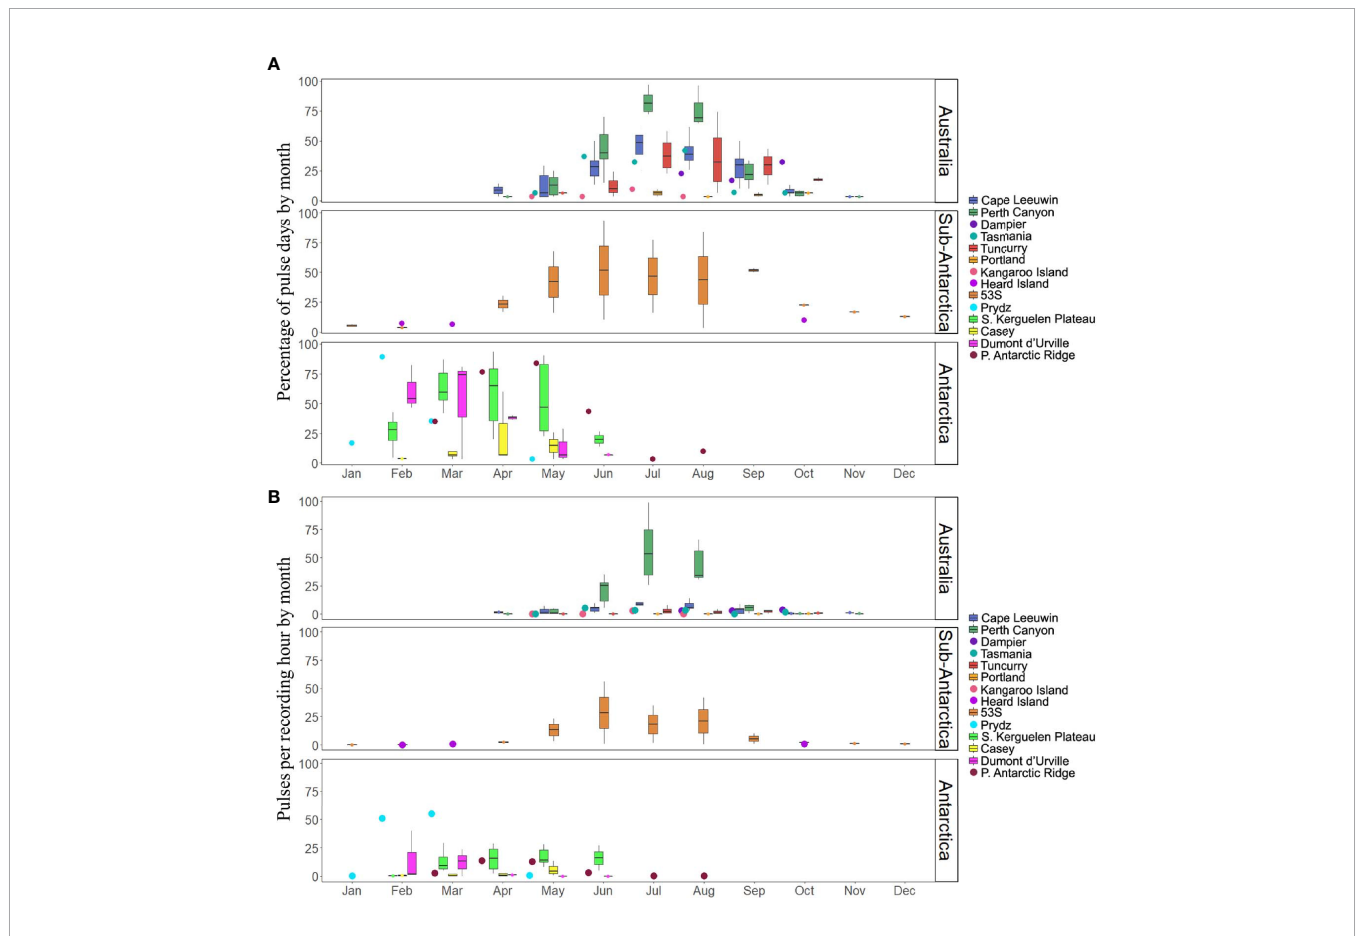 A
Percentage of pulse days by month
100
75
50
25
0
Australia
100
75
50
25
0
Sub-Antarctica
100
75
50
25
0
Antarctica
Jan Feb Mar Apr May Jun Jul Aug Sep Oct Nov Dec
Cape Leeuwin
Perth Canyon
Dampier
Tasmania
Tuncurry
Portland
Kangaroo Island
Heard Island
53S
Prydz
S. Kerguelen Plateau
Casey
Dumont d'Urville
P. Antarctic Ridge
B
Pulses per recording hour by month
100
75
50
25
0
Australia
100
75
50
25
0
Sub-Antarctica
100
75
50
25
0
Antarctica
Jan Feb Mar Apr May Jun Jul Aug Sep Oct Nov Dec
Cape Leeuwin
Perth Canyon
Dampier
Tasmania
Tuncurry
Portland
Kangaroo Island
Heard Island
53S
Prydz
S. Kerguelen Plateau
Casey
Dumont d'Urville
P. Antarctic Ridge